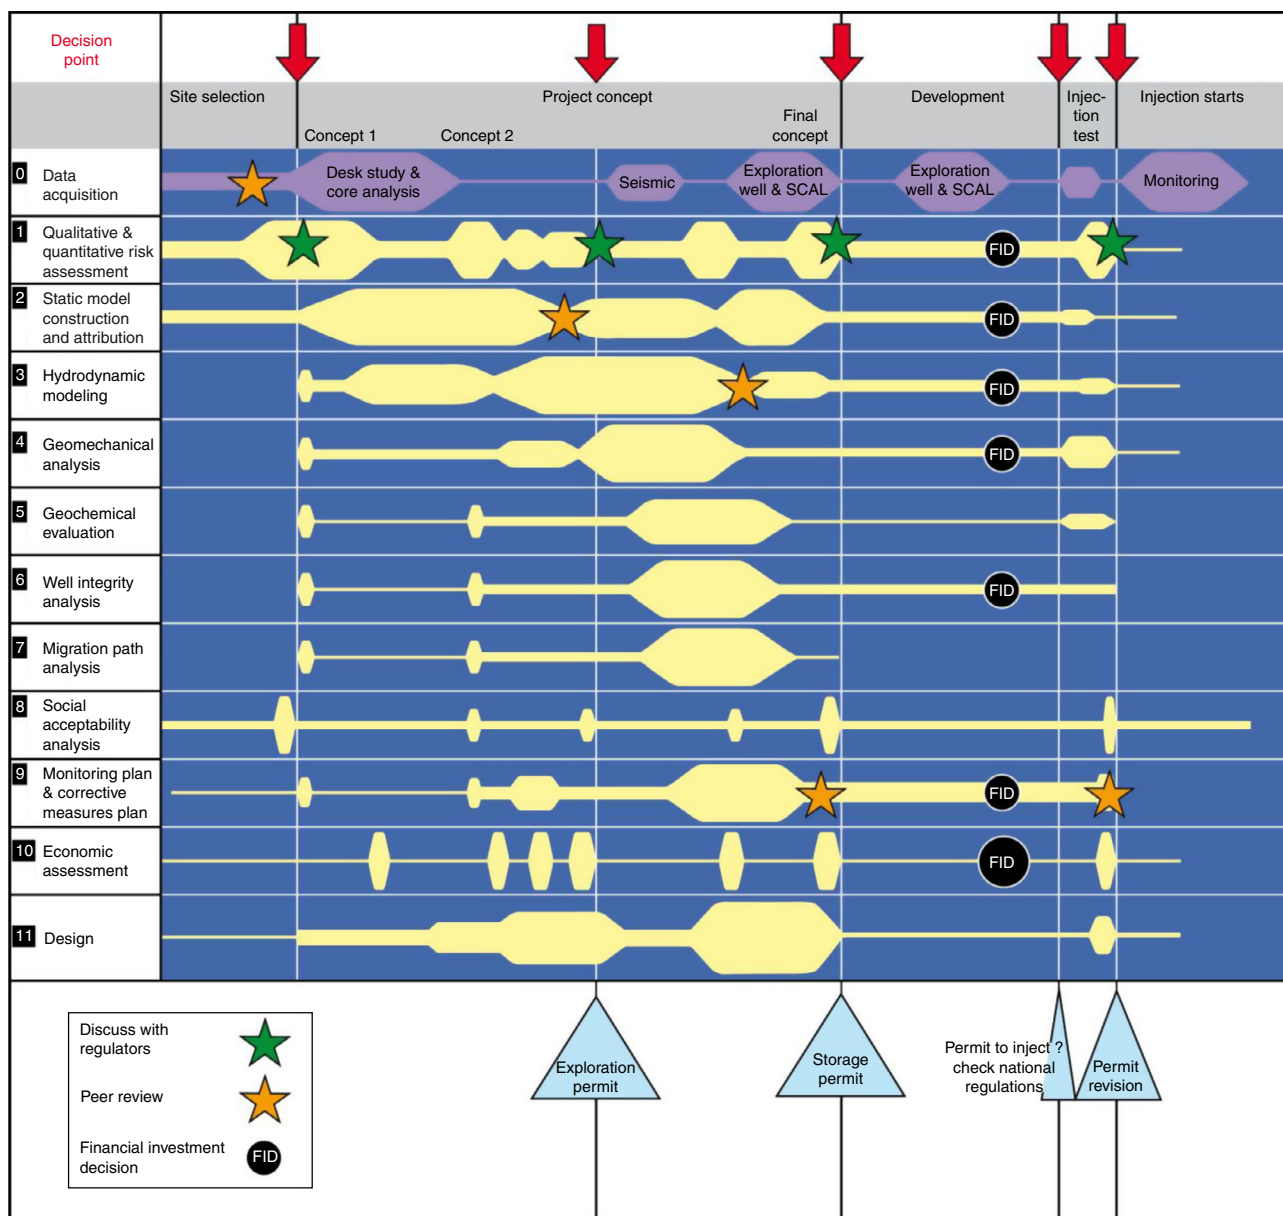 Decision
point
Site selection
Project concept
Development
Injec-
tion
test
Injection starts
Concept 1
Concept 2
Final
concept
0 Data
acquisition
Desk study &
core analysis
Seismic
Exploration
well & SCAL
Exploration
well & SCAL
Monitoring
1 Qualitative &
quantitative risk
assessment
FID
2 Static model
construction
and attribution
FID
3 Hydrodynamic
modeling
FID
4 Geomechanical
analysis
FID
5 Geochemical
evaluation
6 Well integrity
analysis
FID
7 Migration path
analysis
8 Social
acceptability
analysis
9 Monitoring plan
& corrective
measures plan
FID
10 Economic
assessment
FID
11 Design
Discuss with
regulators
Peer review
Financial investment
decision
FID
Exploration
permit
Storage
permit
Permit to inject ?
check national
regulations
Permit
revision